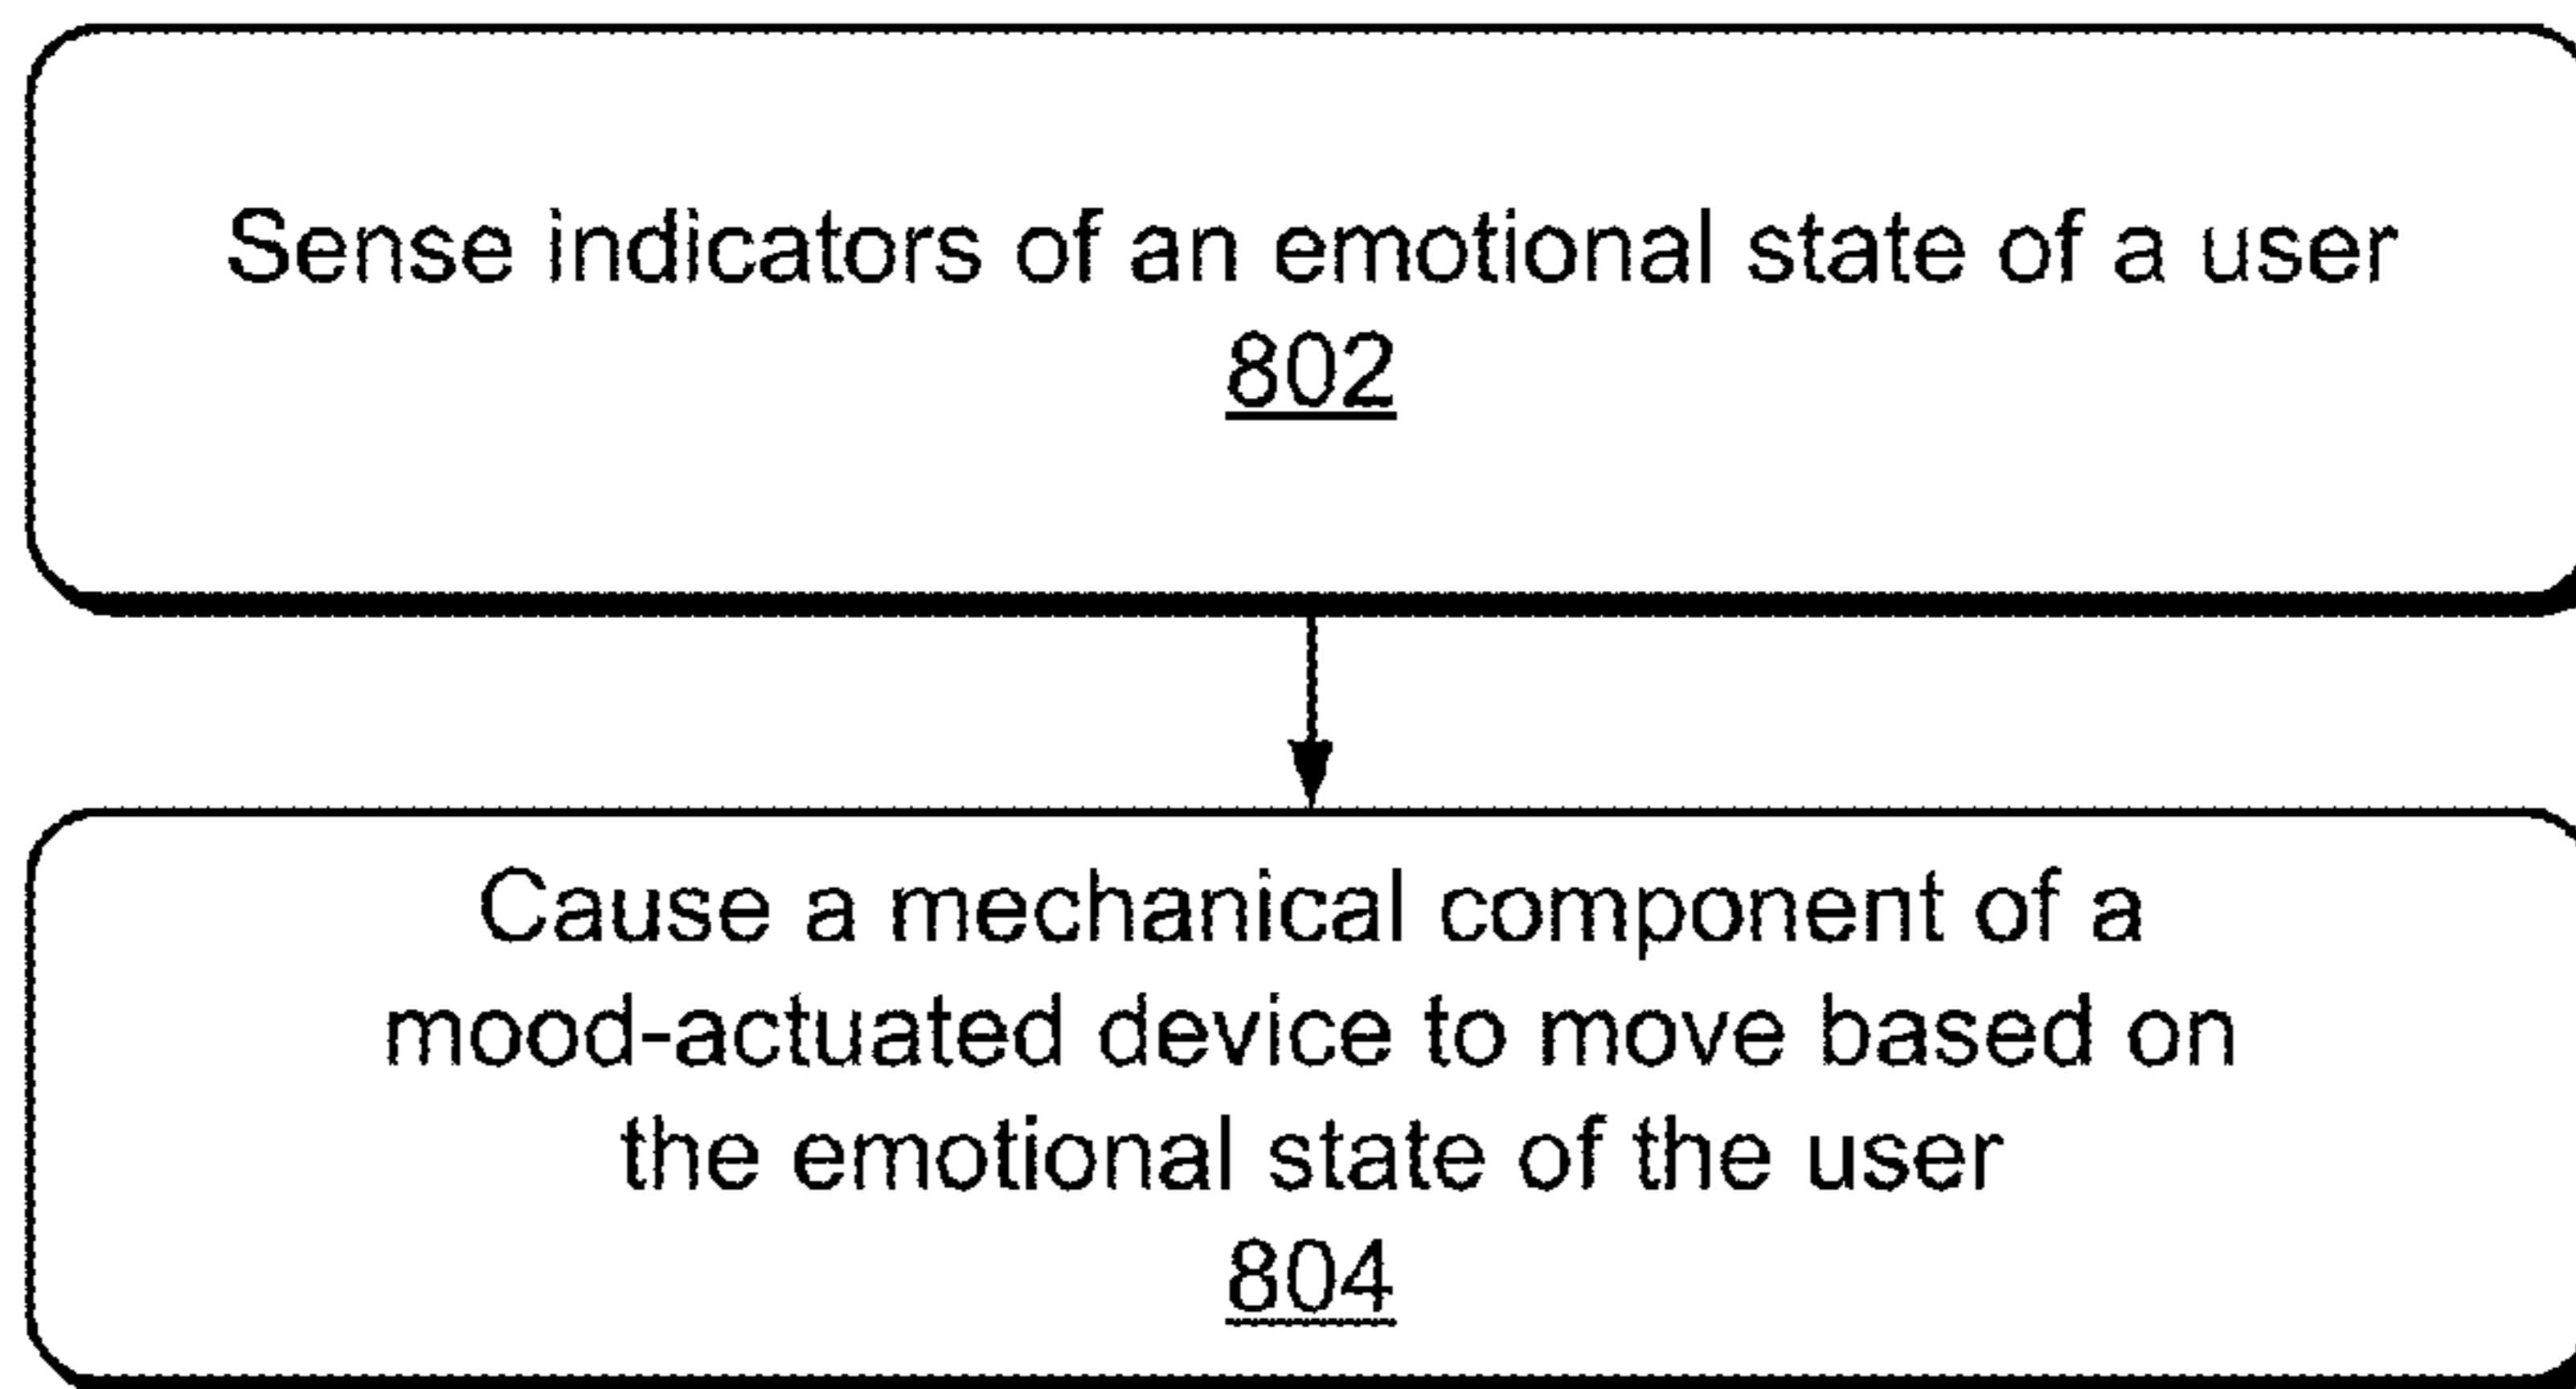 Sense indicators of an emotional state of a user
802
Cause a mechanical component of a
mood-actuated device to move based on
the emotional state of the user
804